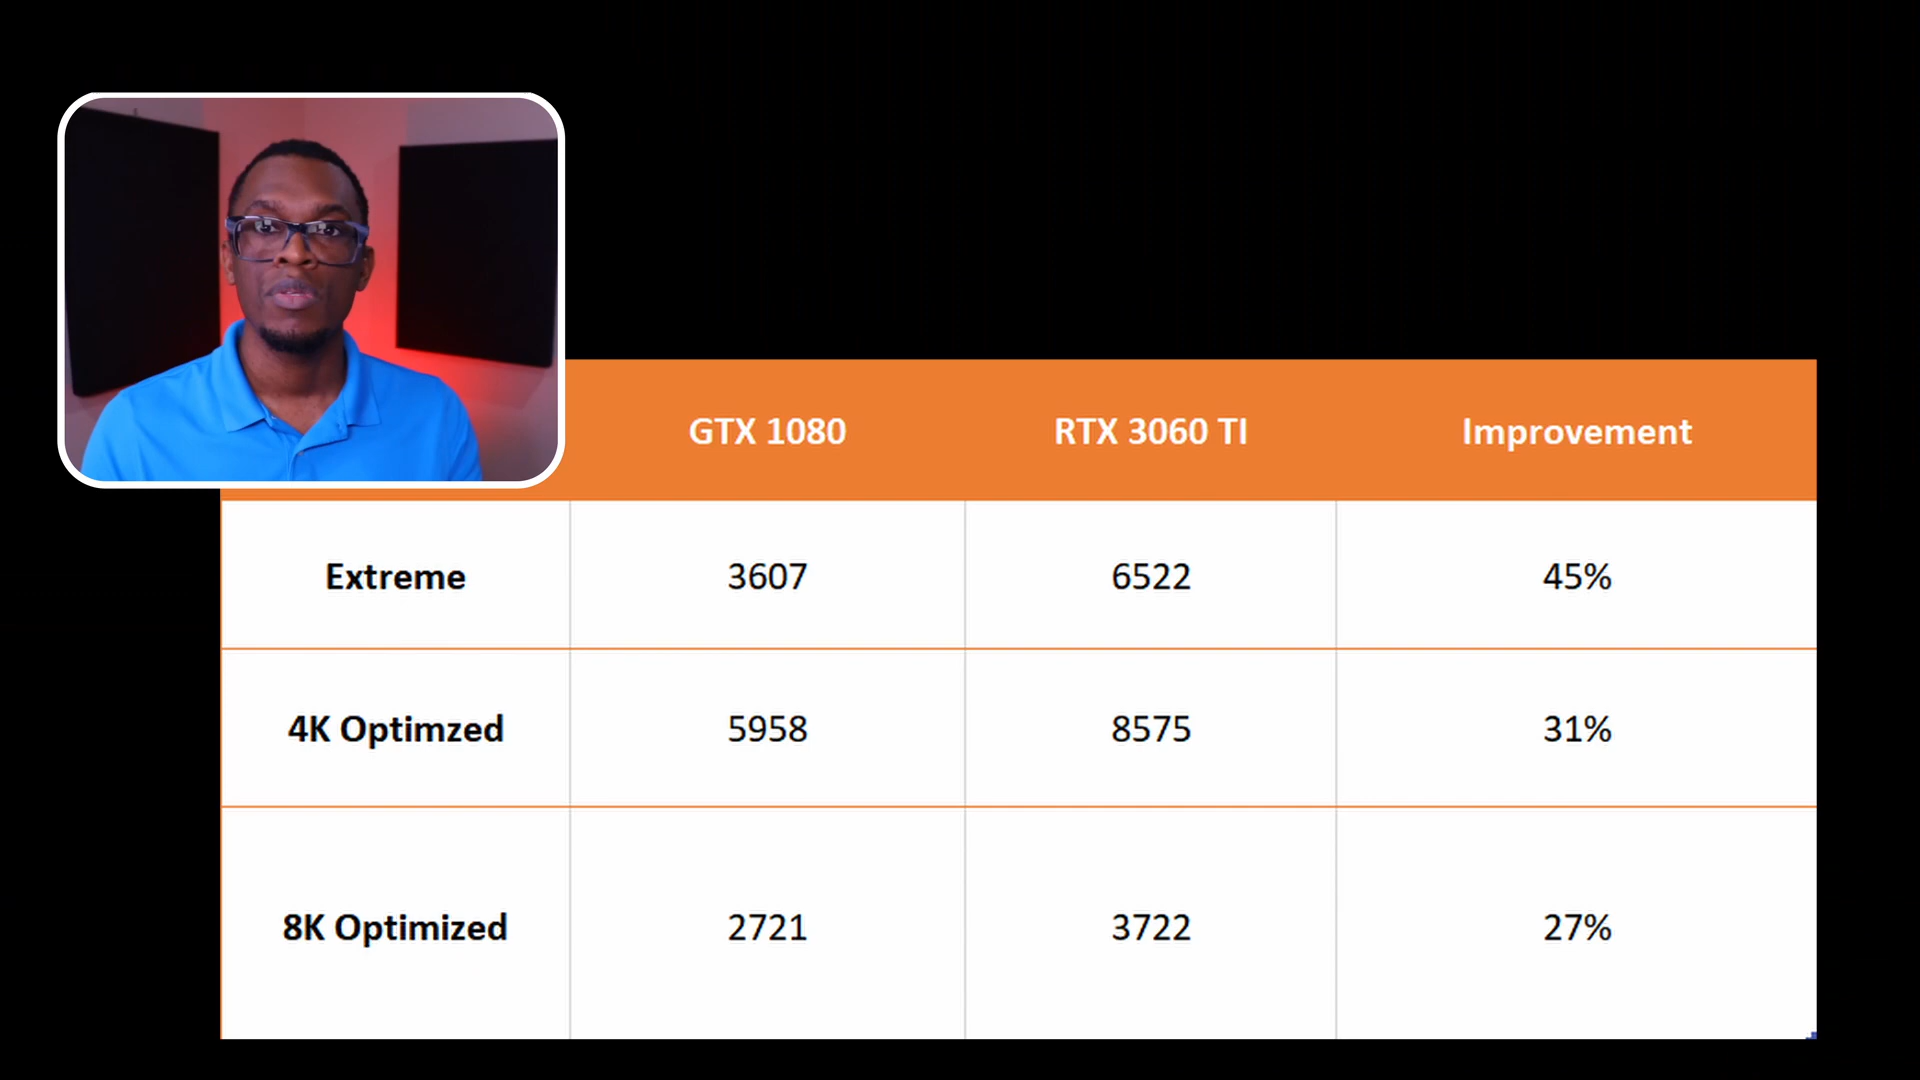 GTX 1080 RTX 3060 TI Improvement
Extreme 3607 6522 45%
4K Optimzed 5958 8575 31%
8K Optimized 2721 3722 27%